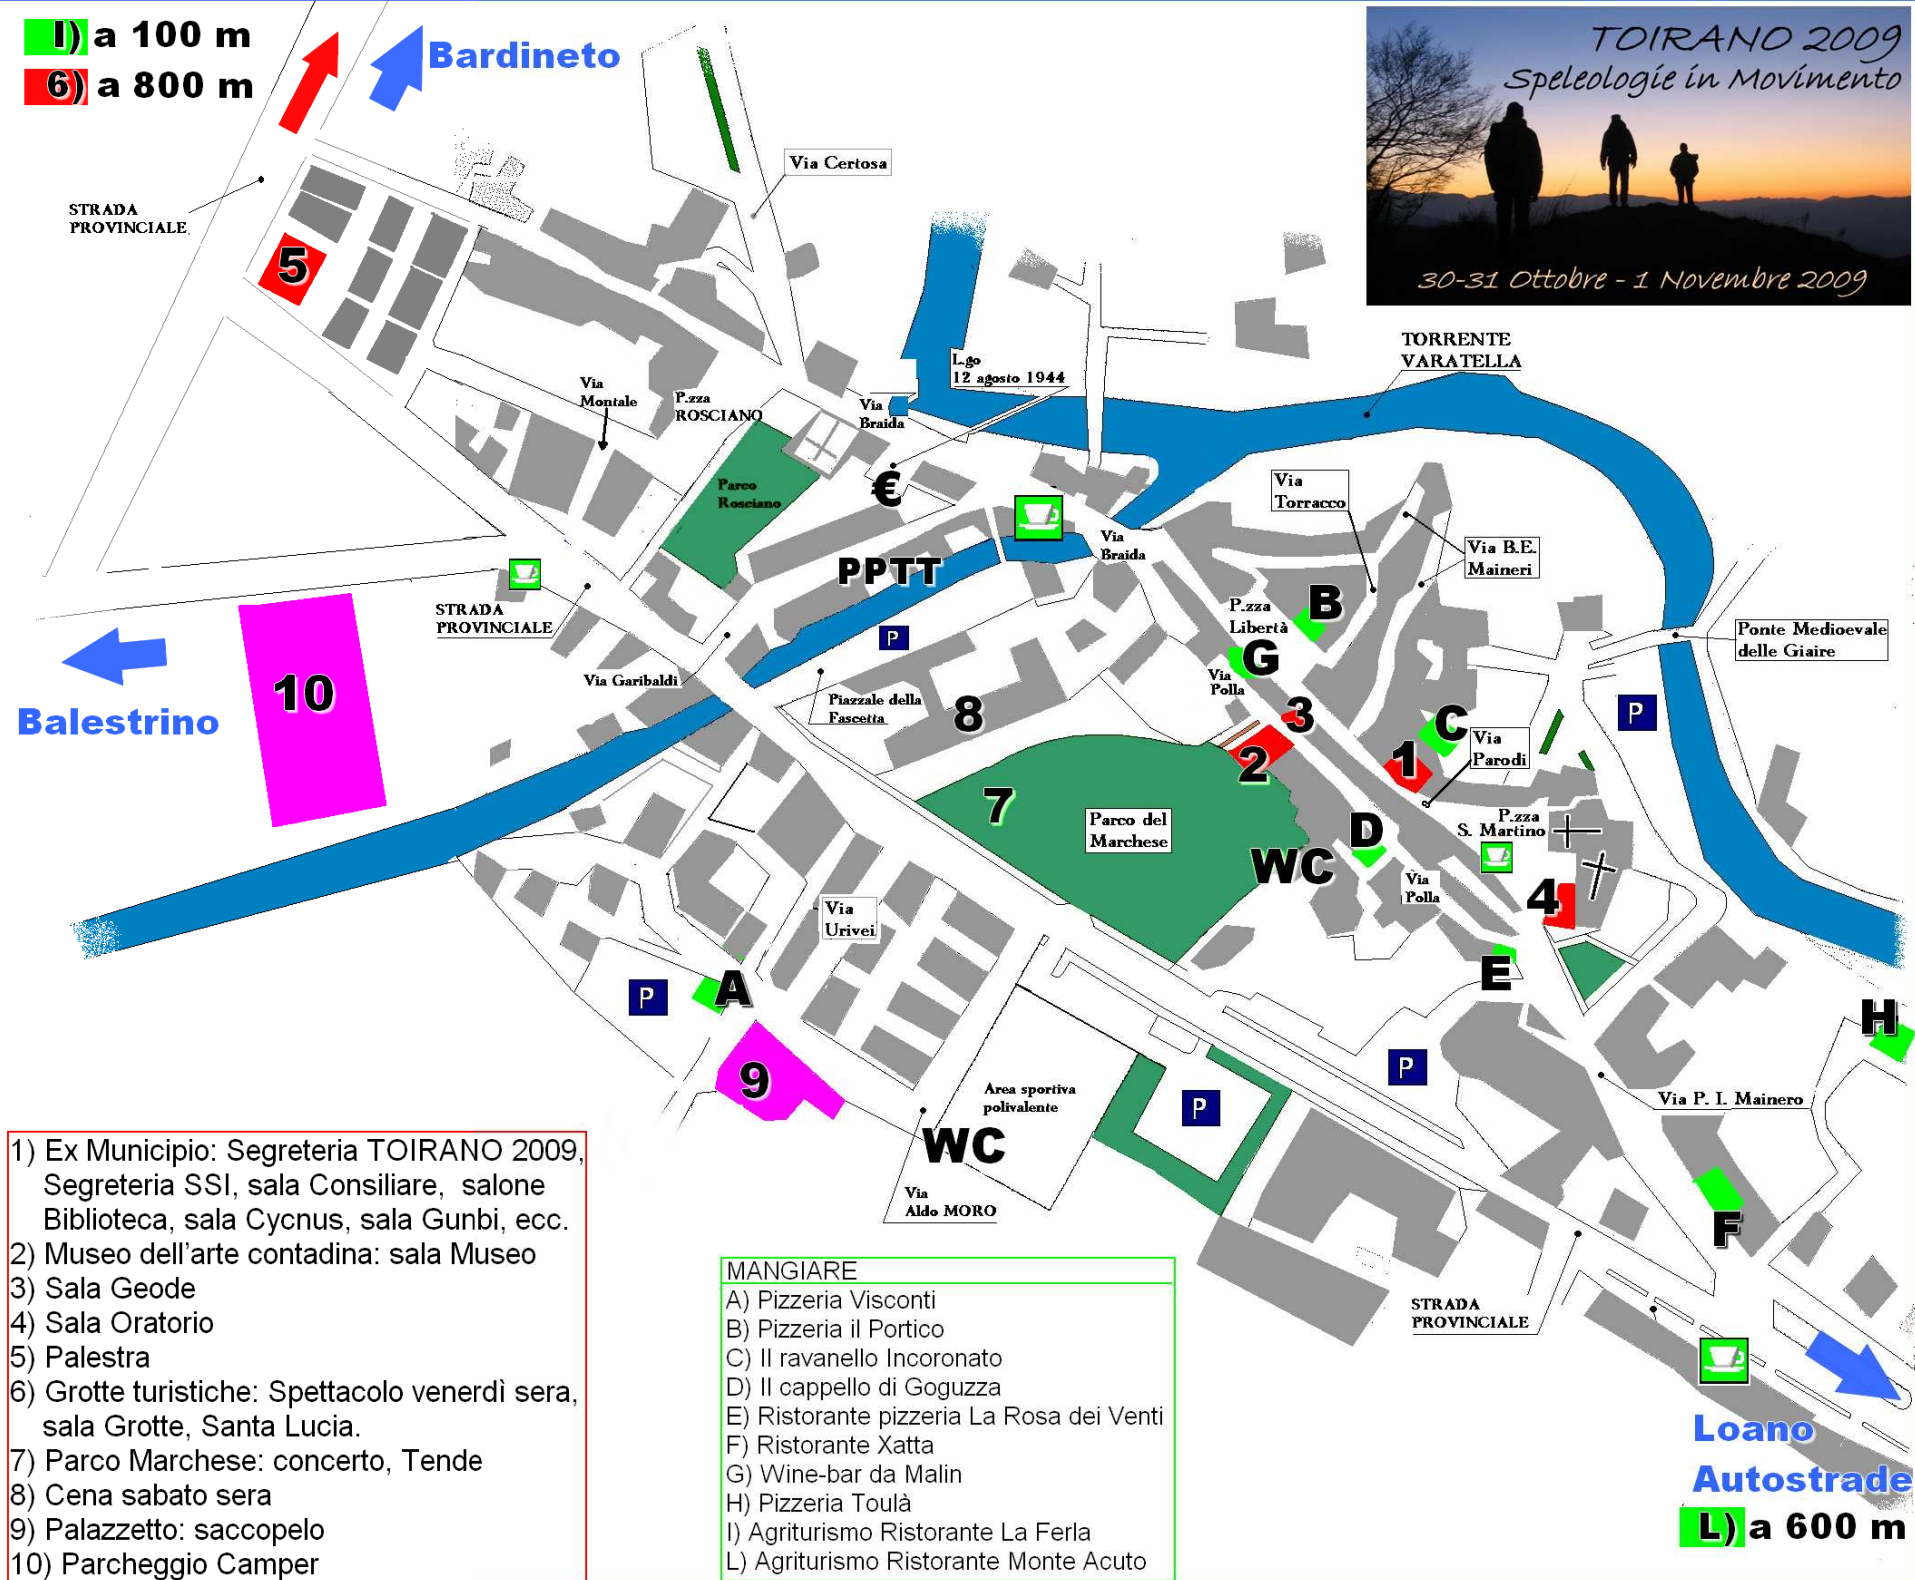 I) a 100 m
6) a 800 m
Bardineto
TOIRANO 2009
Speleologie in Movimento
30-31 Ottobre - 1 Novembre 2009
Via Certosa
STRADA
PROVINCIALE
5
L.go
12 agosto 1944
TORRENTE
VARATELLA
Via
Montale
P.zza
ROSCIANO
Via
Braida
Parco
Rosciano
€
Via
Torracco
Via B.E.
Maineri
Via
Braida
PPTT
P
STRADA
PROVINCIALE
P.zza
Libertà
B
G
Ponte Medioevale
delle Giaire
Via Garibaldi
Via
Polla
10
Balestrino
Piazzale della
Fascetta
8
3
C
P
2
1
Via
Parodi
7
Parco del
Marchese
D
P.zza
S. Martino
WC
Via
Polla
4
Via
Urivei
E
P
A
H
9
P
P
Area sportiva
polivalente
Via P. I. Mainero
WC
Via
Aldo MORO
F
STRADA
PROVINCIALE
Loano
Autostrade
L) a 600 m
1) Ex Municipio: Segreteria TOIRANO 2009,
Segreteria SSI, sala Consiliare, salone
Biblioteca, sala Cycnus, sala Gunbi, ecc.
2) Museo dell'arte contadina: sala Museo
3) Sala Geode
4) Sala Oratorio
5) Palestra
6) Grotte turistiche: Spettacolo venerdì sera,
sala Grotte, Santa Lucia.
7) Parco Marchese: concerto, Tende
8) Cena sabato sera
9) Palazzetto: saccopelo
10) Parcheggio Camper
MANGIARE
A) Pizzeria Visconti
B) Pizzeria il Portico
C) Il ravanello Incoronato
D) Il cappello di Goguzza
E) Ristorante pizzeria La Rosa dei Venti
F) Ristorante Xatta
G) Wine-bar da Malin
H) Pizzeria Toulà
I) Agriturismo Ristorante La Ferla
L) Agriturismo Ristorante Monte Acuto